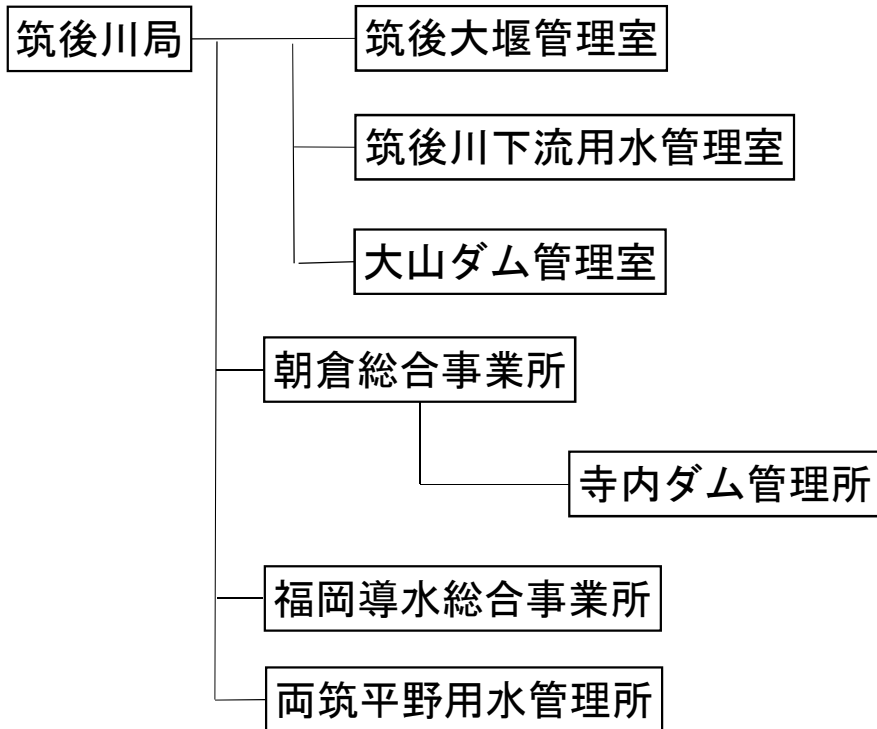 筑後川局
筑後大堰管理室
筑後川下流用水管理室
大山ダム管理室
朝倉総合事業所
寺内ダム管理所
福岡導水総合事業所
両筑平野用水管理所